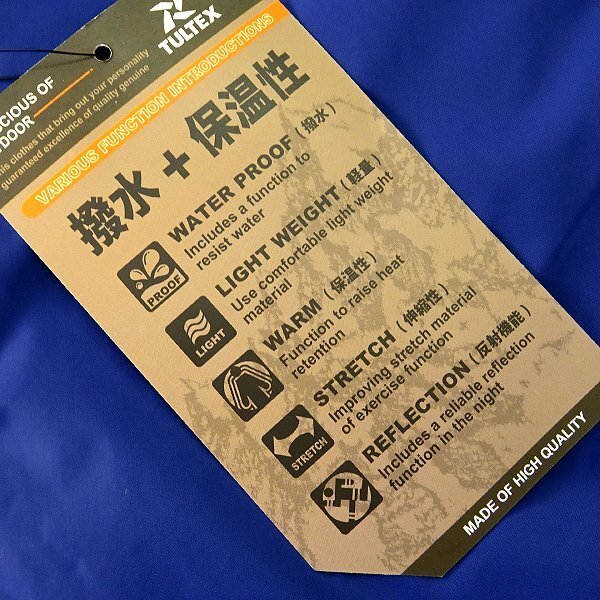 TULTEX
CIOUS OF
DOOR
his clothes that bring out your personality
guaranteed excellence of quality genuine
VARIOUS FUNCTION INTRODUCTIONS
撥水 + 保温性
WATER PROOF (撥水)
Includes a function to
resist water
PROOF
LIGHT WEIGHT (軽量)
Use comfortable light weight
material
LIGHT
WARM (保温性)
Function to raise heat
retention
STRETCH (伸縮性)
Improving stretch material
of exercise function
STRETCH
REFLECTION (反射機能)
Includes a reliable reflection
function in the night
MADE OF HIGH QUALITY